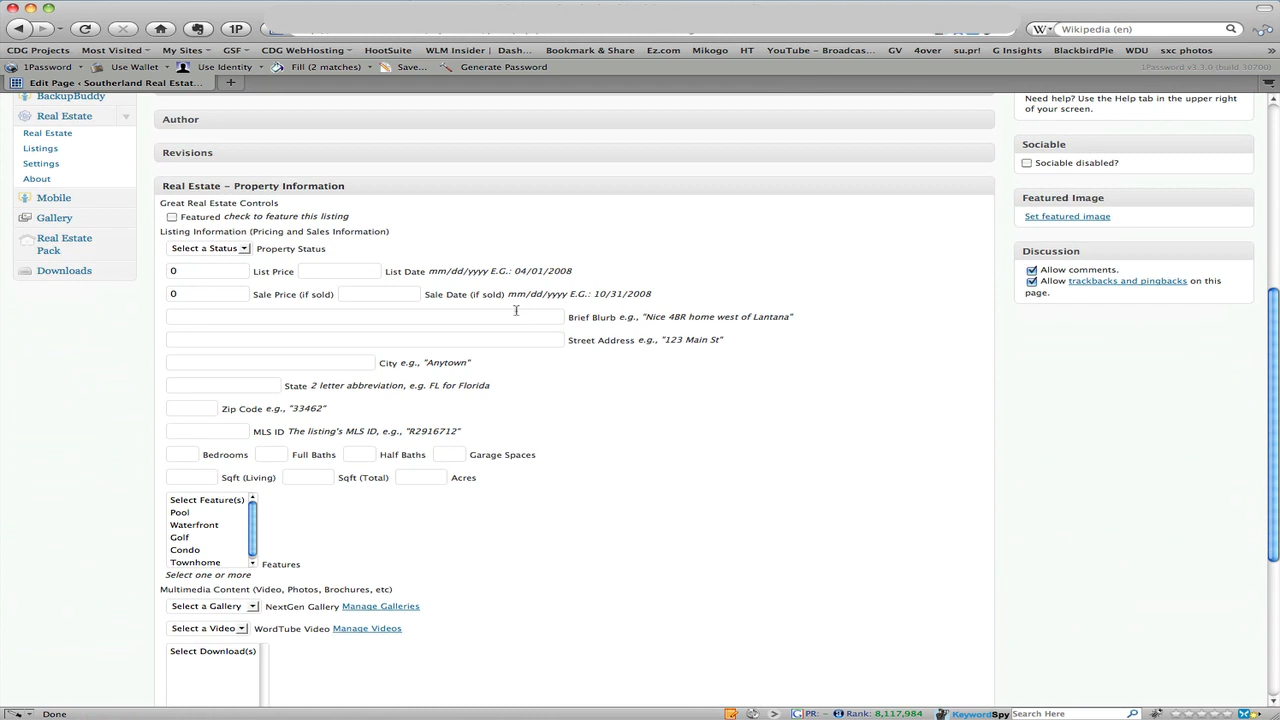 W Wikipedia (en)
1P
CDG Projects Most Visited My Sites GSF CDG WebHosting HootSuite WLM Insider | Dash... Bookmark & Share Ez.com Mikogo HT YouTube - Broadcas... GV 4over su.pr! G Insights BlackbirdPie WDU sxc photos »
1Password Use Wallet Use Identity Fill (2 matches) Save... Generate Password 1Password v3.3.0 (build 30700)
Edit Page ‹ Southerland Real Estat... +
BackupBuddy
Real Estate
Real Estate
Listings
Settings
About
Mobile
Gallery
Real Estate
Pack
Downloads
Author
Revisions
Real Estate – Property Information
Great Real Estate Controls
Featured check to feature this listing
Listing Information (Pricing and Sales Information)
Select a Status Property Status
0 List Price List Date mm/dd/yyyy E.G.: 04/01/2008
0 Sale Price (if sold) Sale Date (if sold) mm/dd/yyyy E.G.: 10/31/2008
Brief Blurb e.g., "Nice 4BR home west of Lantana"
Street Address e.g., "123 Main St"
City e.g., "Anytown"
State 2 letter abbreviation, e.g. FL for Florida
Zip Code e.g., "33462"
MLS ID The listing's MLS ID, e.g., "R2916712"
Bedrooms Full Baths Half Baths Garage Spaces
Sqft (Living) Sqft (Total) Acres
Select Feature(s)
Pool
Waterfront
Golf
Condo
Townhome
Features
Select one or more
Multimedia Content (Video, Photos, Brochures, etc)
Select a Gallery NextGen Gallery Manage Galleries
Select a Video WordTube Video Manage Videos
Select Download(s)
Need help? Use the Help tab in the upper right
of your screen.
Sociable
Sociable disabled?
Featured Image
Set featured image
Discussion
Allow comments.
Allow trackbacks and pingbacks on this
page.
Done PR: - Rank: 8,117,984 KeywordSpy Search Here